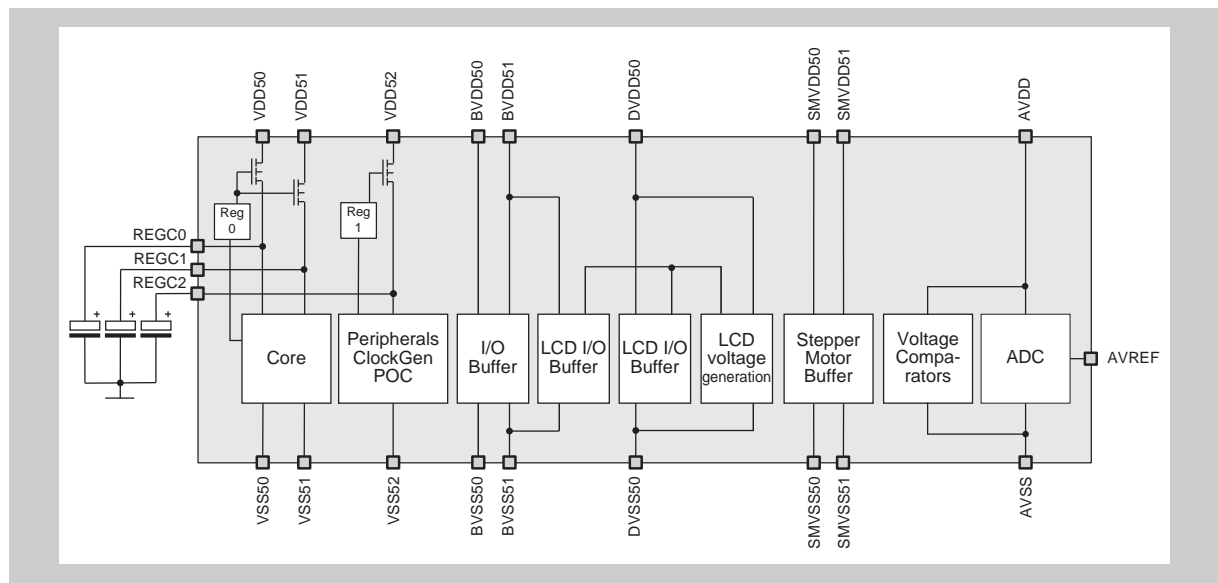 VDD50
VDD51
VDD52
BVDD50
BVDD51
DVDD50
SMVDD50
SMVDD51
AVDD
Reg
0
Reg
1
REGC0
REGC1
REGC2
+
+
+
Core
Peripherals
ClockGen
POC
I/O
Buffer
LCD I/O
Buffer
LCD I/O
Buffer
LCD
voltage
generation
Stepper
Motor
Buffer
Voltage
Compa-
rators
ADC
AVREF
VSS50
VSS51
VSS52
BVSS50
BVSS51
DVSS50
SMVSS50
SMVSS51
AVSS